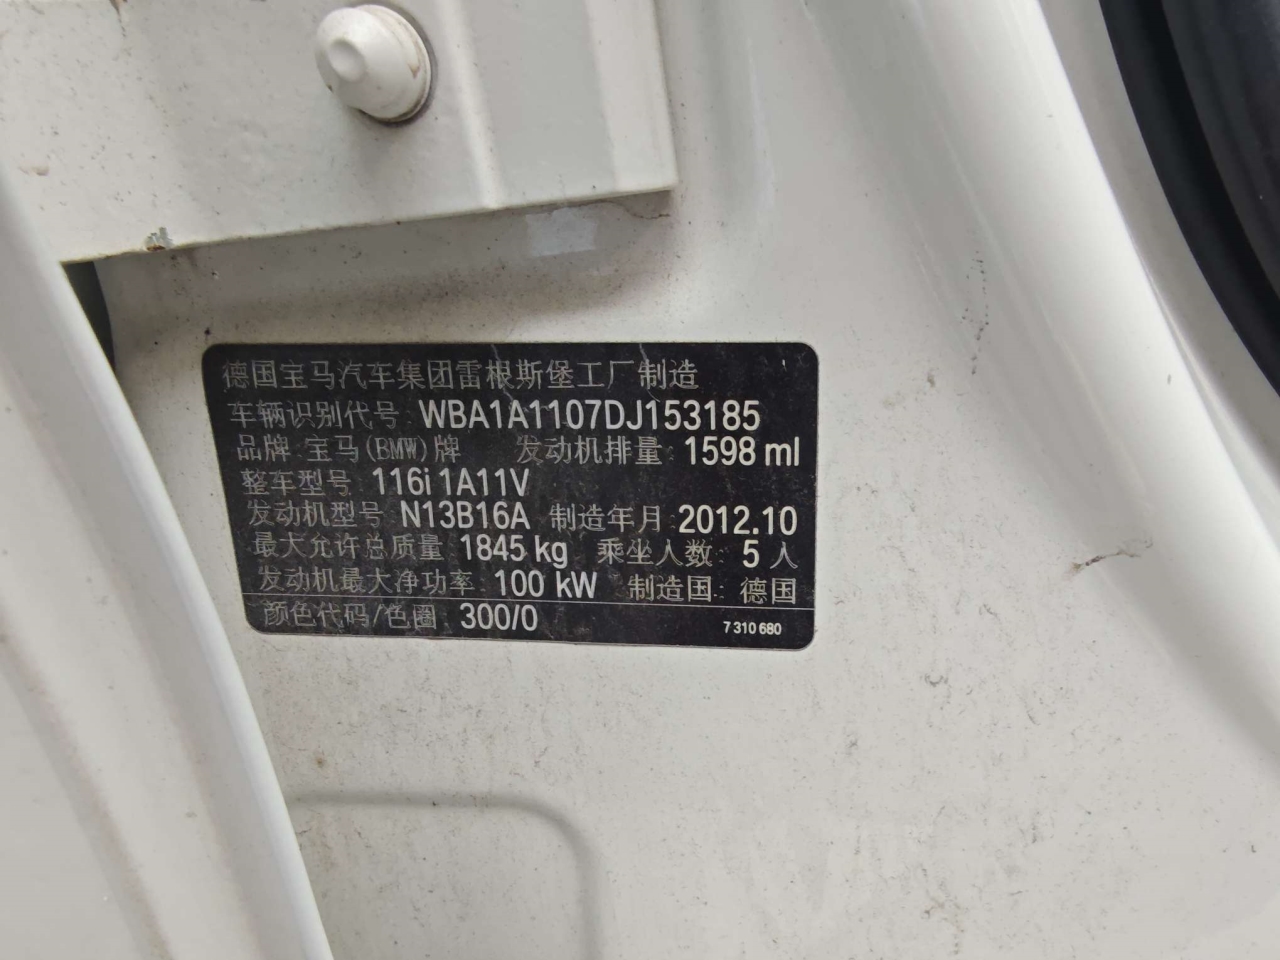 德国宝马汽车集团雷根斯堡工厂制造
车辆识别代号: WBA1A1107DJ153185
品牌: 宝马(BMW)牌 发动机排量: 1598 ml
整车型号: 116i 1A11V
发动机型号: N13B16A 制造年月: 2012.10
最大允许总质量: 1845 kg 乘坐人数: 5 人
发动机最大净功率: 100 kW 制造国: 德国
颜色代码/色圈: 300/0 7 310 680